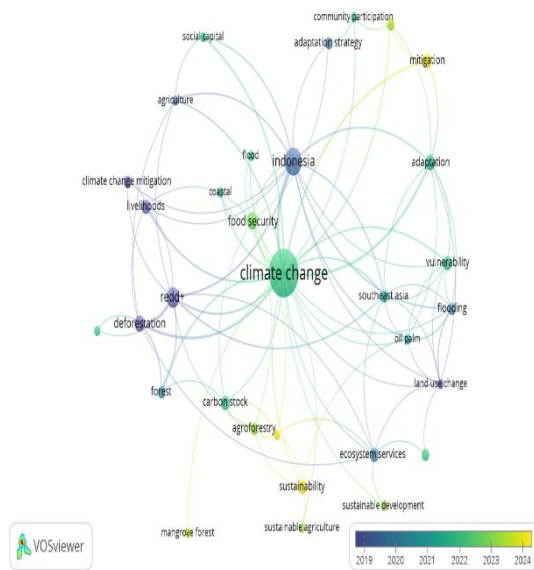 community participation
social capital
adaptation strategy
mitigation
agriculture
flood
indonesia
adaptation
climate change mitigation
coastal
livelihoods
food security
climate change
vulnerability
redd+
southeast asia
flooding
deforestation
oil palm
land use change
forest
carbon stock
agroforestry
ecosystem services
sustainability
sustainable development
mangrove forest
sustainable agriculture
VOSviewer
2019 2020 2021 2022 2023 2024